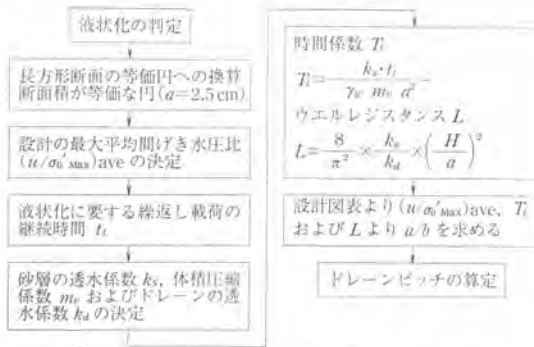 液状化の判定
長方形断面の等価円への換算
断面積が等価な円(a=2.5cm)
設計の最大平均間げき水圧比
(u/σ₀'Max)aveの決定
液状化に要する繰返し載荷の
継続時間 tL
砂層の透水係数 ks, 体積圧縮
係数 mv およびドレーンの透
水係数 kd の決定
時間係数 Tl
Tl = ks・tl / γw mv a²
ウエルレジスタンス L
L = 8/π² × ks/kd × (H/a)²
設計図表より(u/σ₀'Max)ave, Tl
および L より a/b を求める
ドレーンピッチの算定